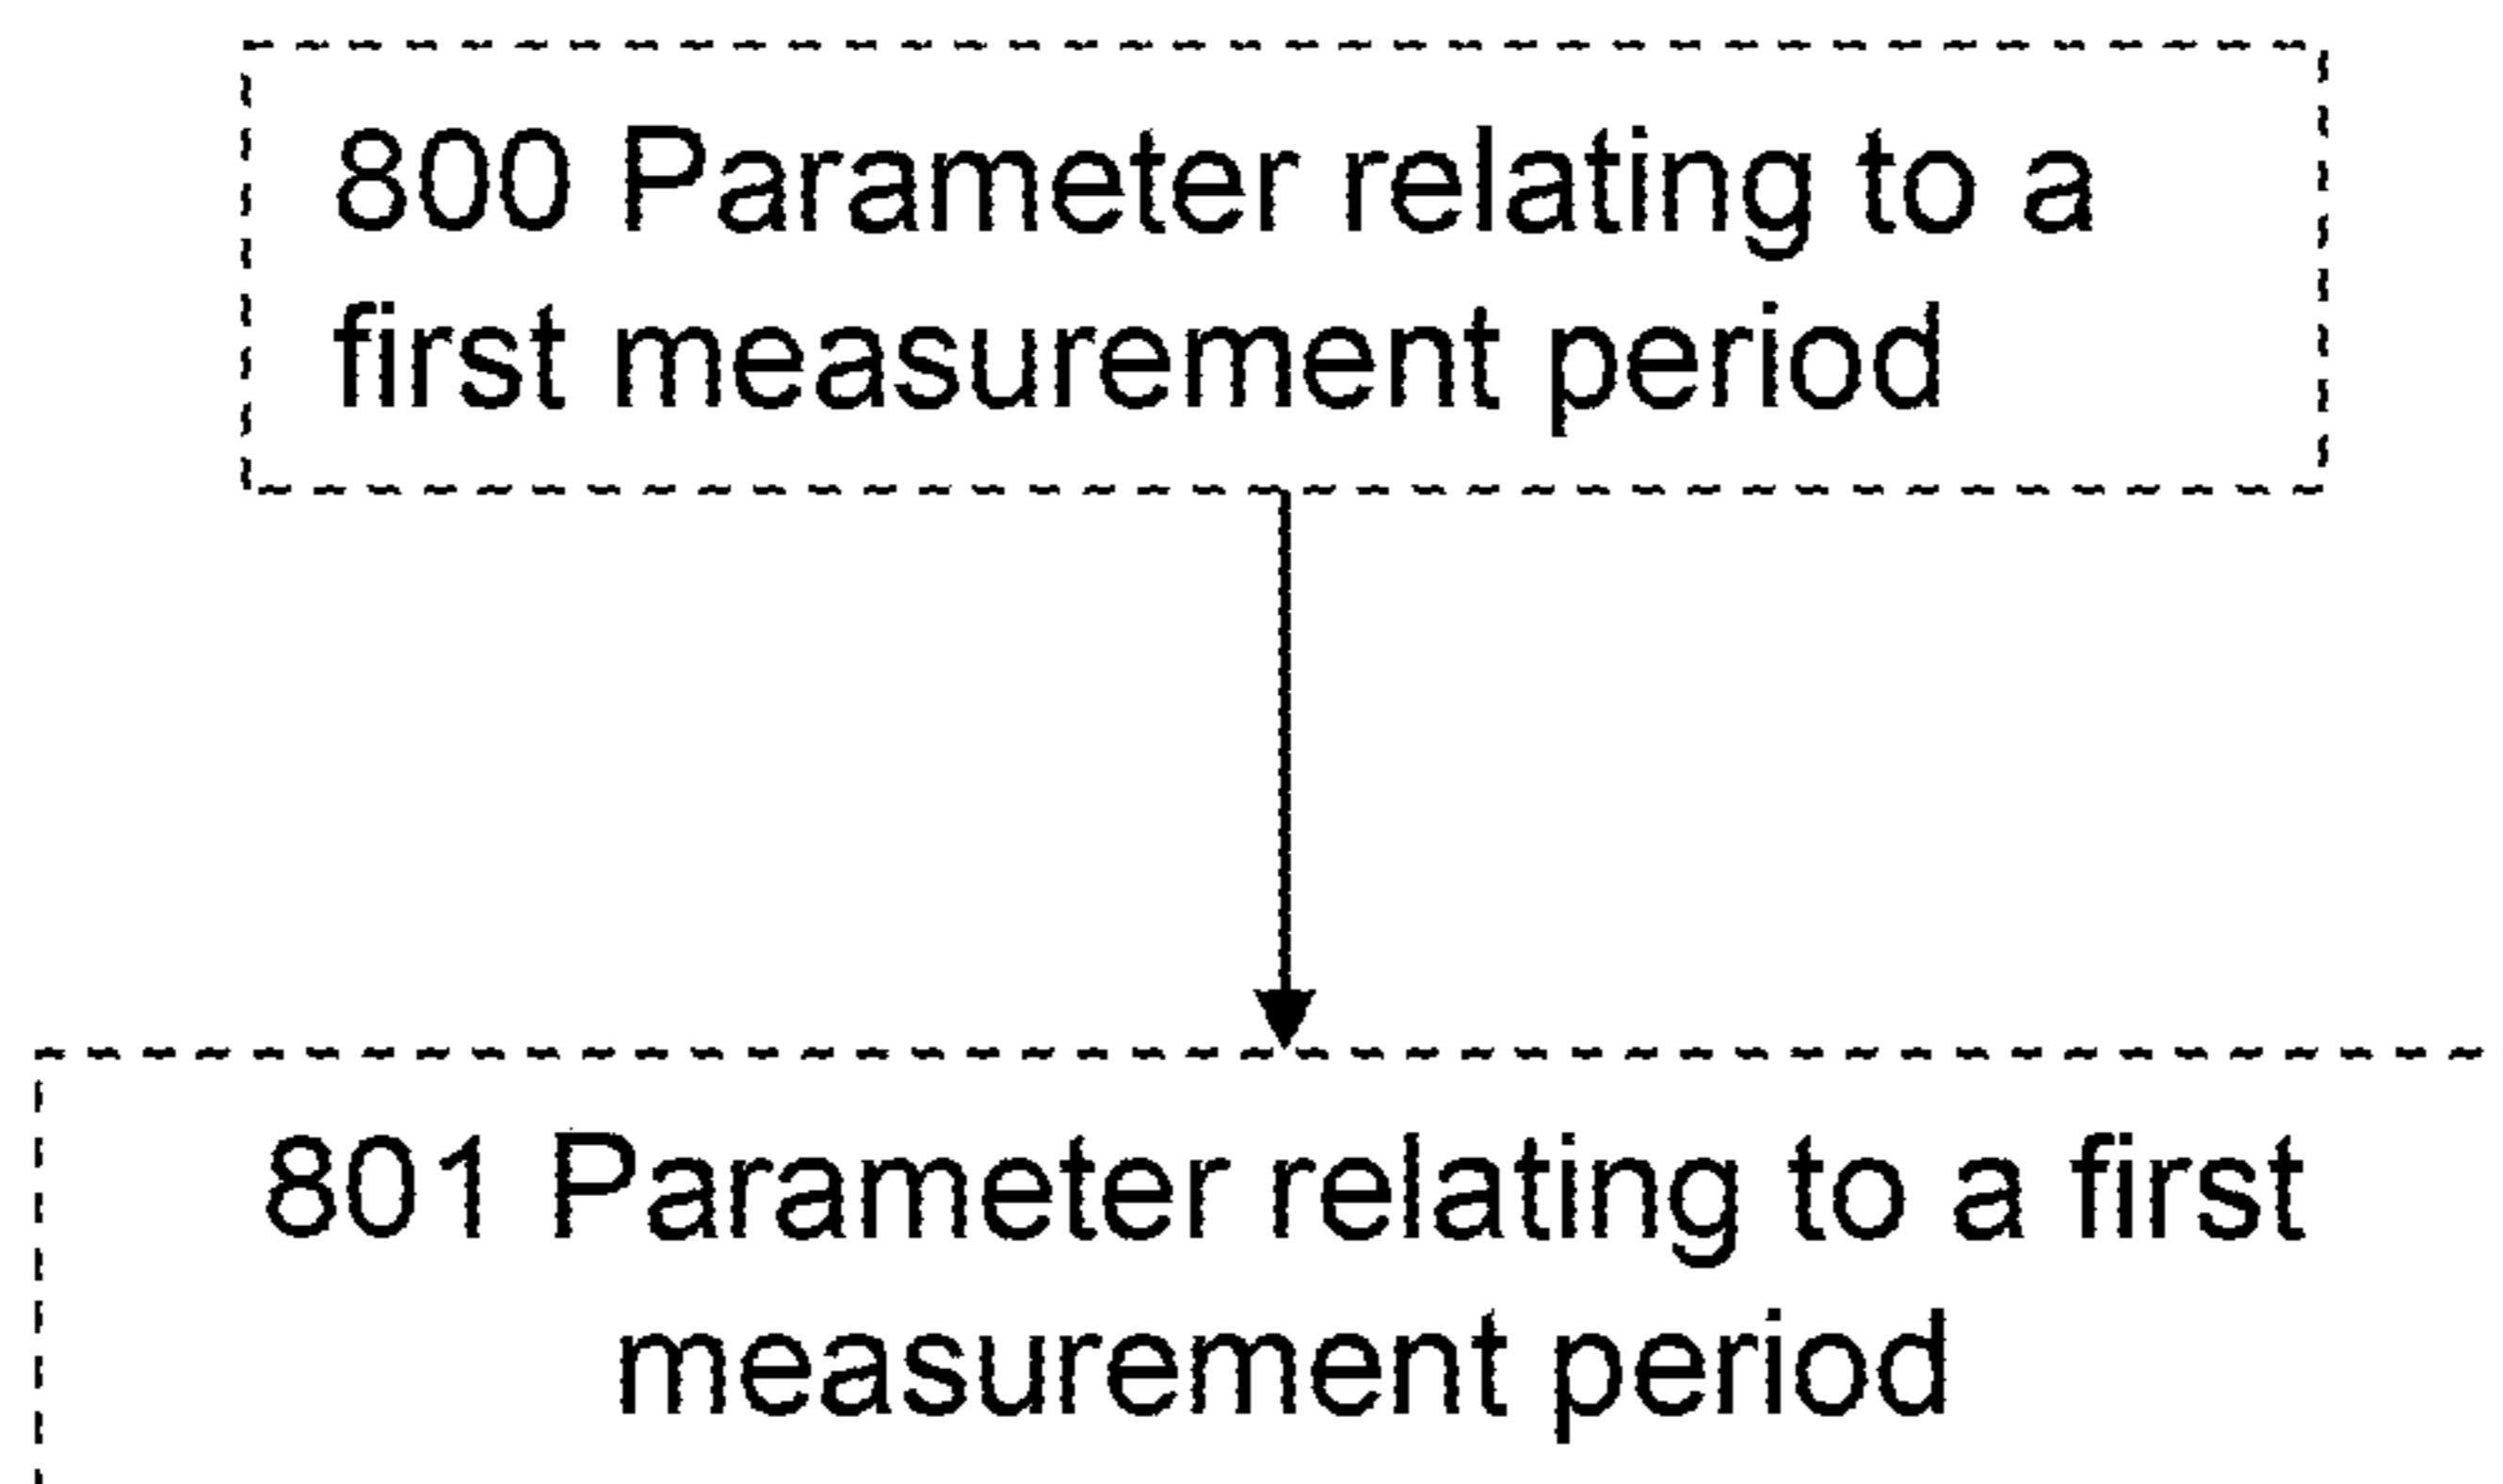 800 Parameter relating to a
first measurement period
801 Parameter relating to a first
measurement period